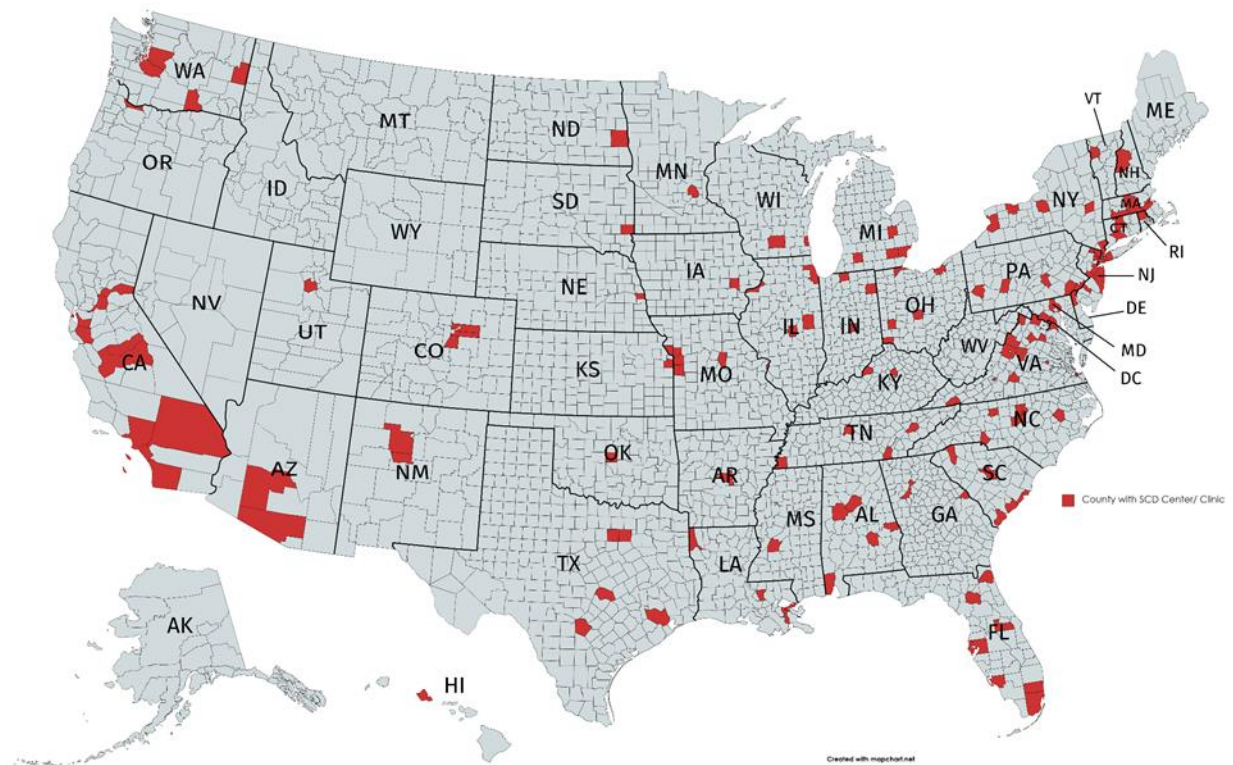 VT
ME
WA
MT
ND
MN
OR
ID
SD
WI
NY
NH
MA
MI
CT
RI
WY
IA
PA
NJ
NE
NV
OH
DE
UT
IL
IN
CO
WV
MD
CA
KS
MO
VA
KY
DC
NC
TN
OK
AZ
NM
AR
SC
County with SCD Center/ Clinic
MS
AL
GA
TX
LA
AK
FL
HI
Created with mapchart.net